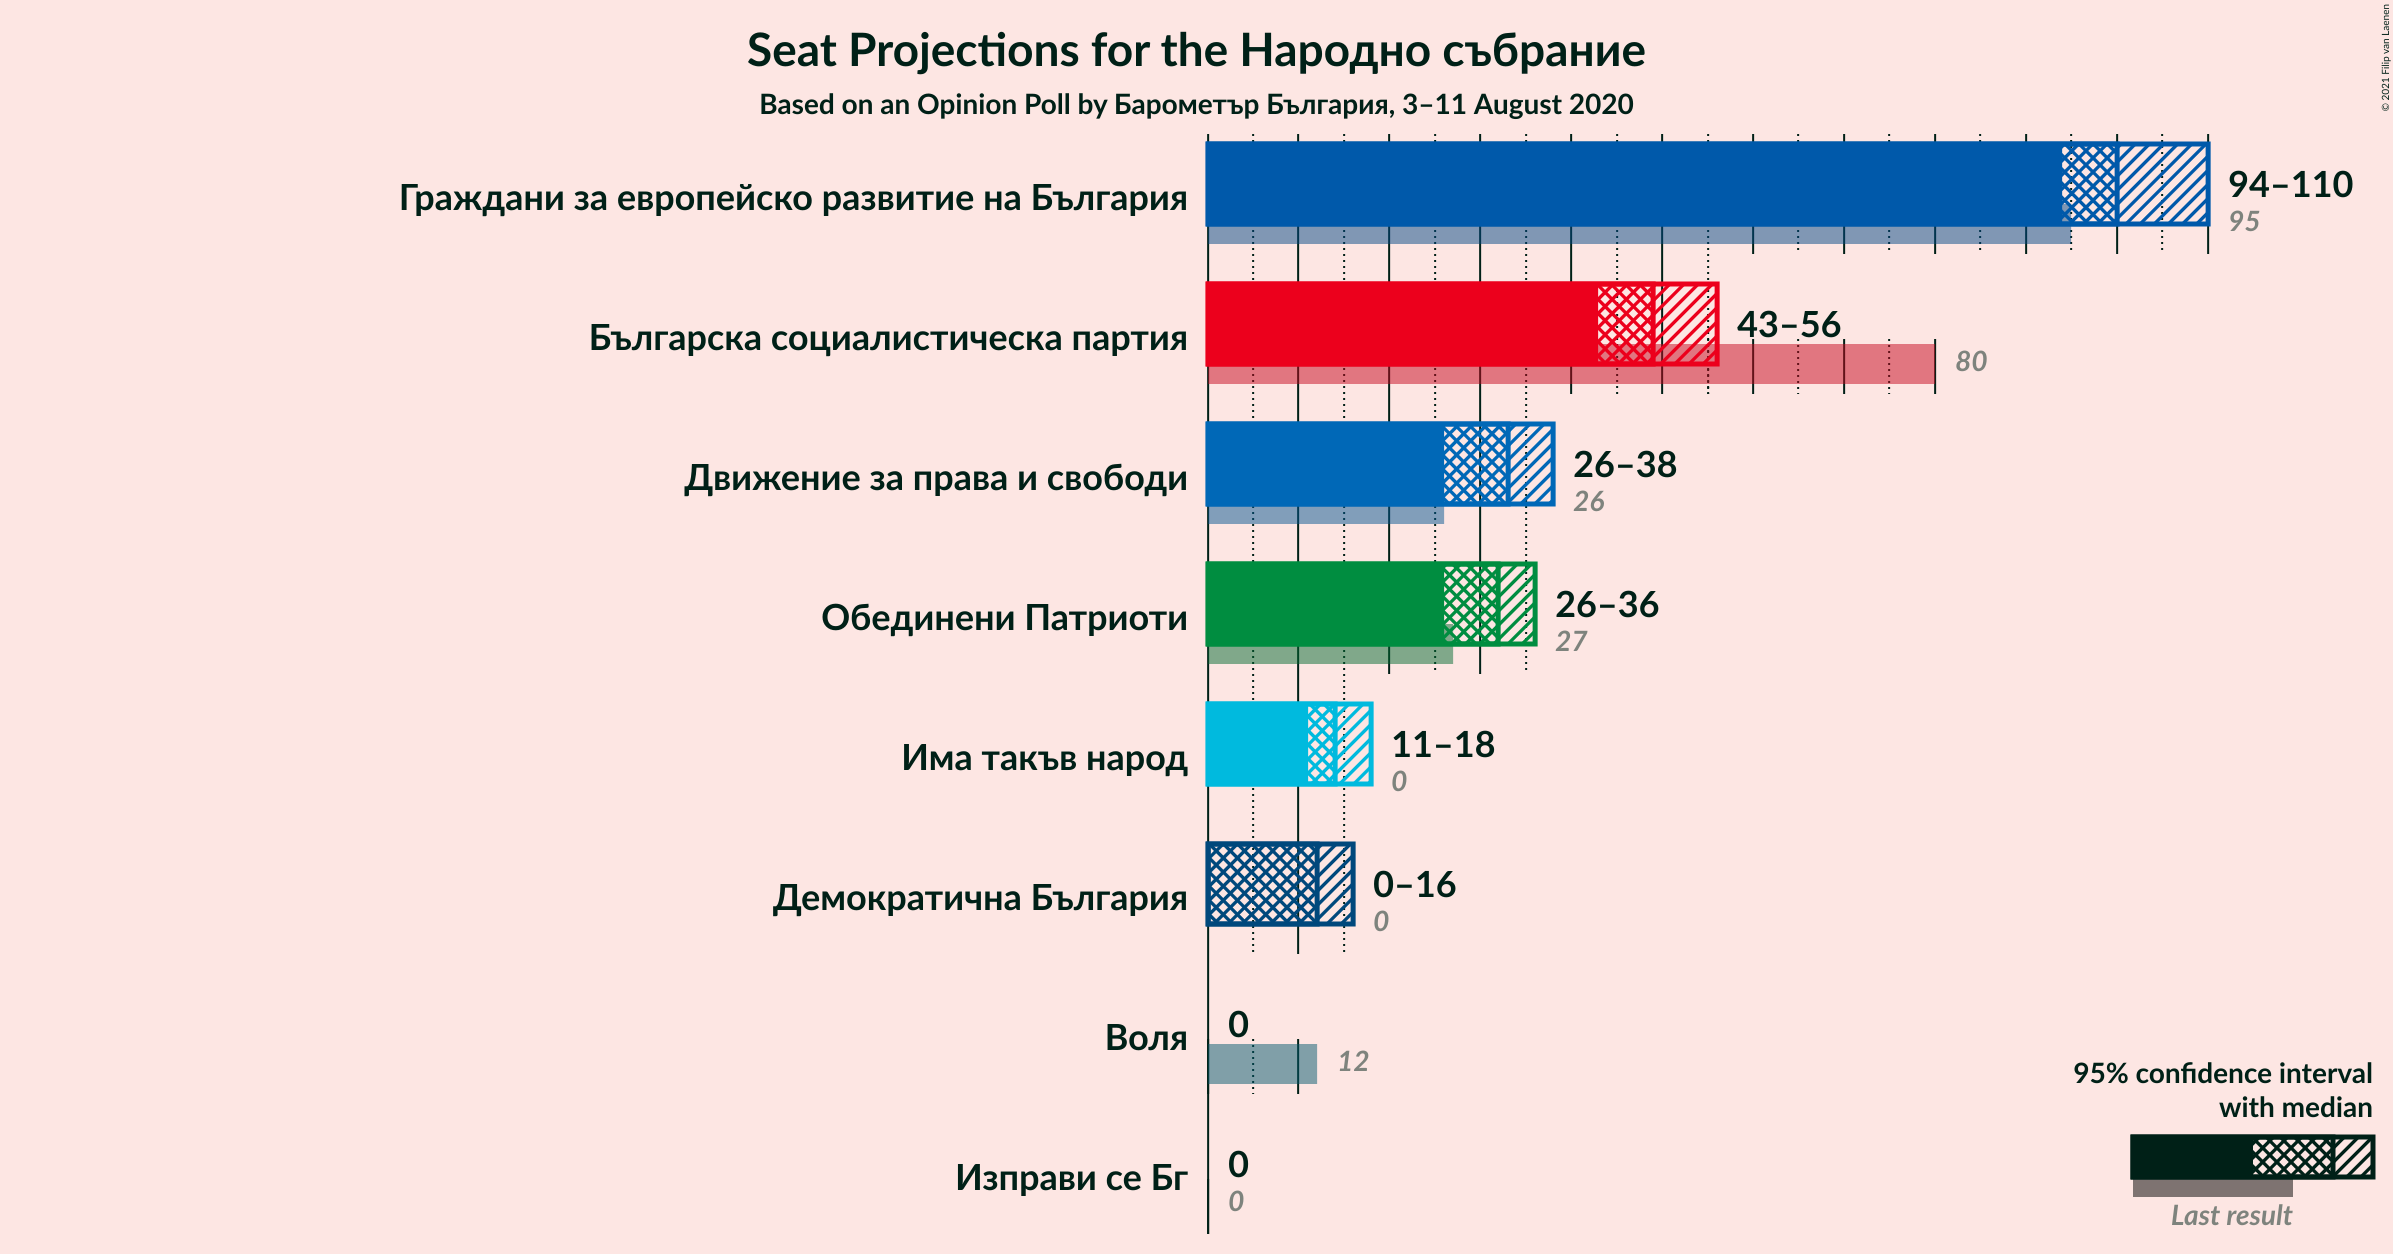 Seat Projections for the Народно събрание
Based on an Opinion Poll by Барометър България, 3–11 August 2020
© 2021 Filip van Laenen
Граждани за европейско развитие на България
94–110
95
Българска социалистическа партия
43–56
80
Движение за права и свободи
26–38
26
Обединени Патриоти
26–36
27
Има такъв народ
11–18
0
Демократична България
0–16
0
Воля
0
12
Изправи се Бг
0
0
95% confidence interval
with median
Last result